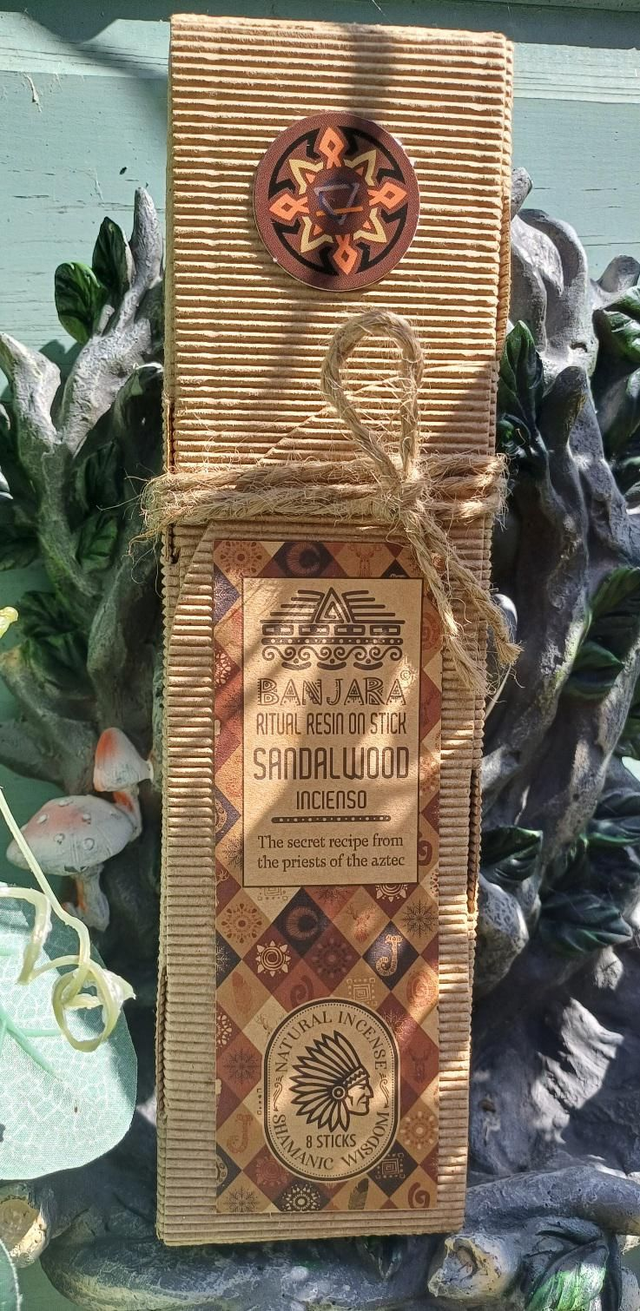 BANJARA©
RITUAL RESIN ON STICK
SANDALWOOD
INCIENSO
The secret recipe from
the priests of the aztec
NATURAL INCENSE
8 STICKS
SHAMANIC WISDOM